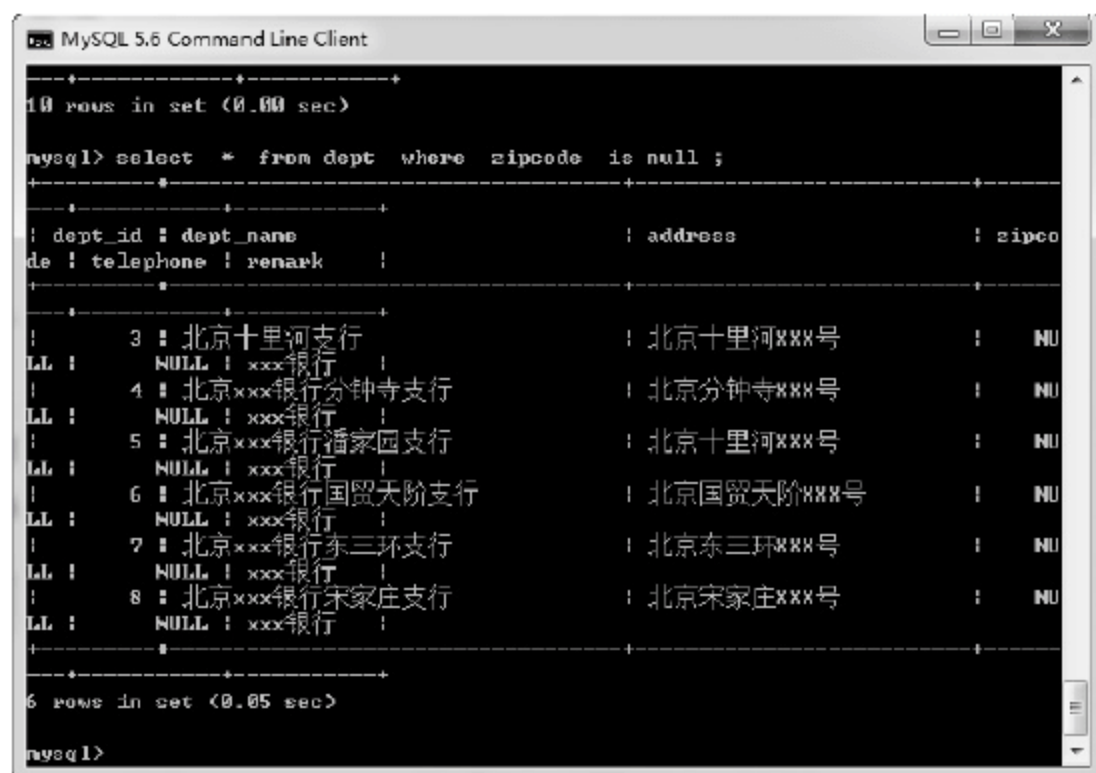 MySQL 5.6 Command Line Client
---+-------------+------------+
10 rows in set (0.00 sec)
mysql> select * from dept where zipcode is null ;
+---------+--------------------------------------+-----------------------------+------
---+------------+------------+
| dept_id | dept_name | address | zipco
de | telephone | remark |
+---------+--------------------------------------+-----------------------------+------
---+------------+------------+
| 3 | 北京十里河支行 | 北京十里河xxx号 | NU
LL | NULL | xxx银行 |
| 4 | 北京xxx银行分钟寺支行 | 北京分钟寺xxx号 | NU
LL | NULL | xxx银行 |
| 5 | 北京xxx银行潘家园支行 | 北京十里河xxx号 | NU
LL | NULL | xxx银行 |
| 6 | 北京xxx银行国贸天阶支行 | 北京国贸天阶xxx号 | NU
LL | NULL | xxx银行 |
| 7 | 北京xxx银行东三环支行 | 北京东三环xxx号 | NU
LL | NULL | xxx银行 |
| 8 | 北京xxx银行宋家庄支行 | 北京宋家庄xxx号 | NU
LL | NULL | xxx银行 |
+---------+--------------------------------------+-----------------------------+------
---+------------+------------+
6 rows in set (0.05 sec)
mysql>